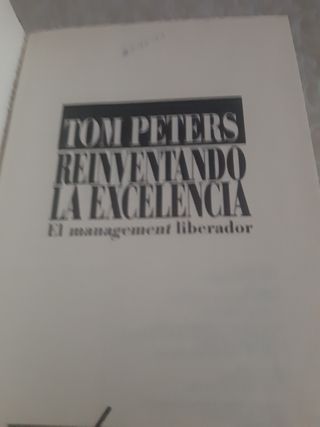 TOM PETERS
REINVENTANDO
LA EXCELENCIA
El management liberador